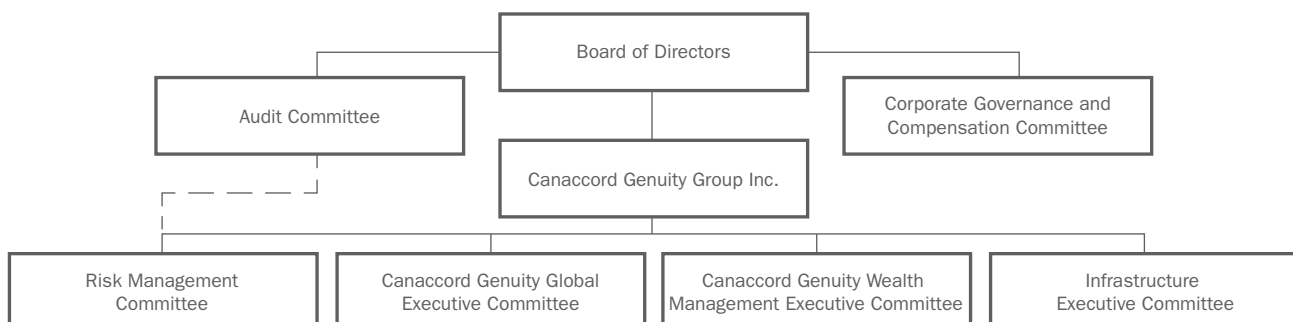 Board of Directors
Audit Committee
Corporate Governance and
Compensation Committee
Canaccord Genuity Group Inc.
Risk Management
Committee
Canaccord Genuity Global
Executive Committee
Canaccord Genuity Wealth
Management Executive Committee
Infrastructure
Executive Committee